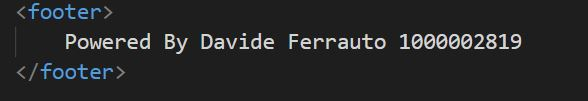 <footer>
Powered By Davide Ferrauto 1000002819
</footer>